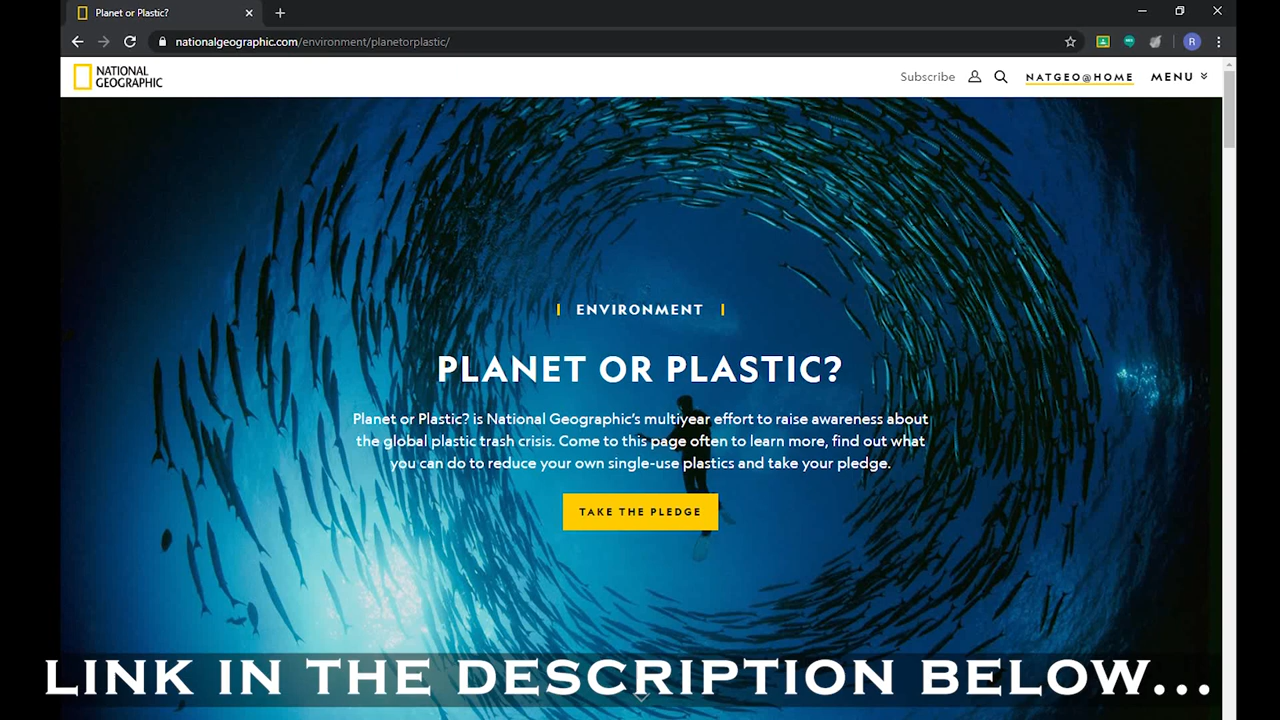 Planet or Plastic?
nationalgeographic.com/environment/planetorplastic/
R
NATIONAL
GEOGRAPHIC
Subscribe
NATGEO@HOME
MENU
ENVIRONMENT
PLANET OR PLASTIC?
Planet or Plastic? is National Geographic's multiyear effort to raise awareness about
the global plastic trash crisis. Come to this page often to learn more, find out what
you can do to reduce your own single-use plastics and take your pledge.
TAKE THE PLEDGE
LINK IN THE DESCRIPTION BELOW...